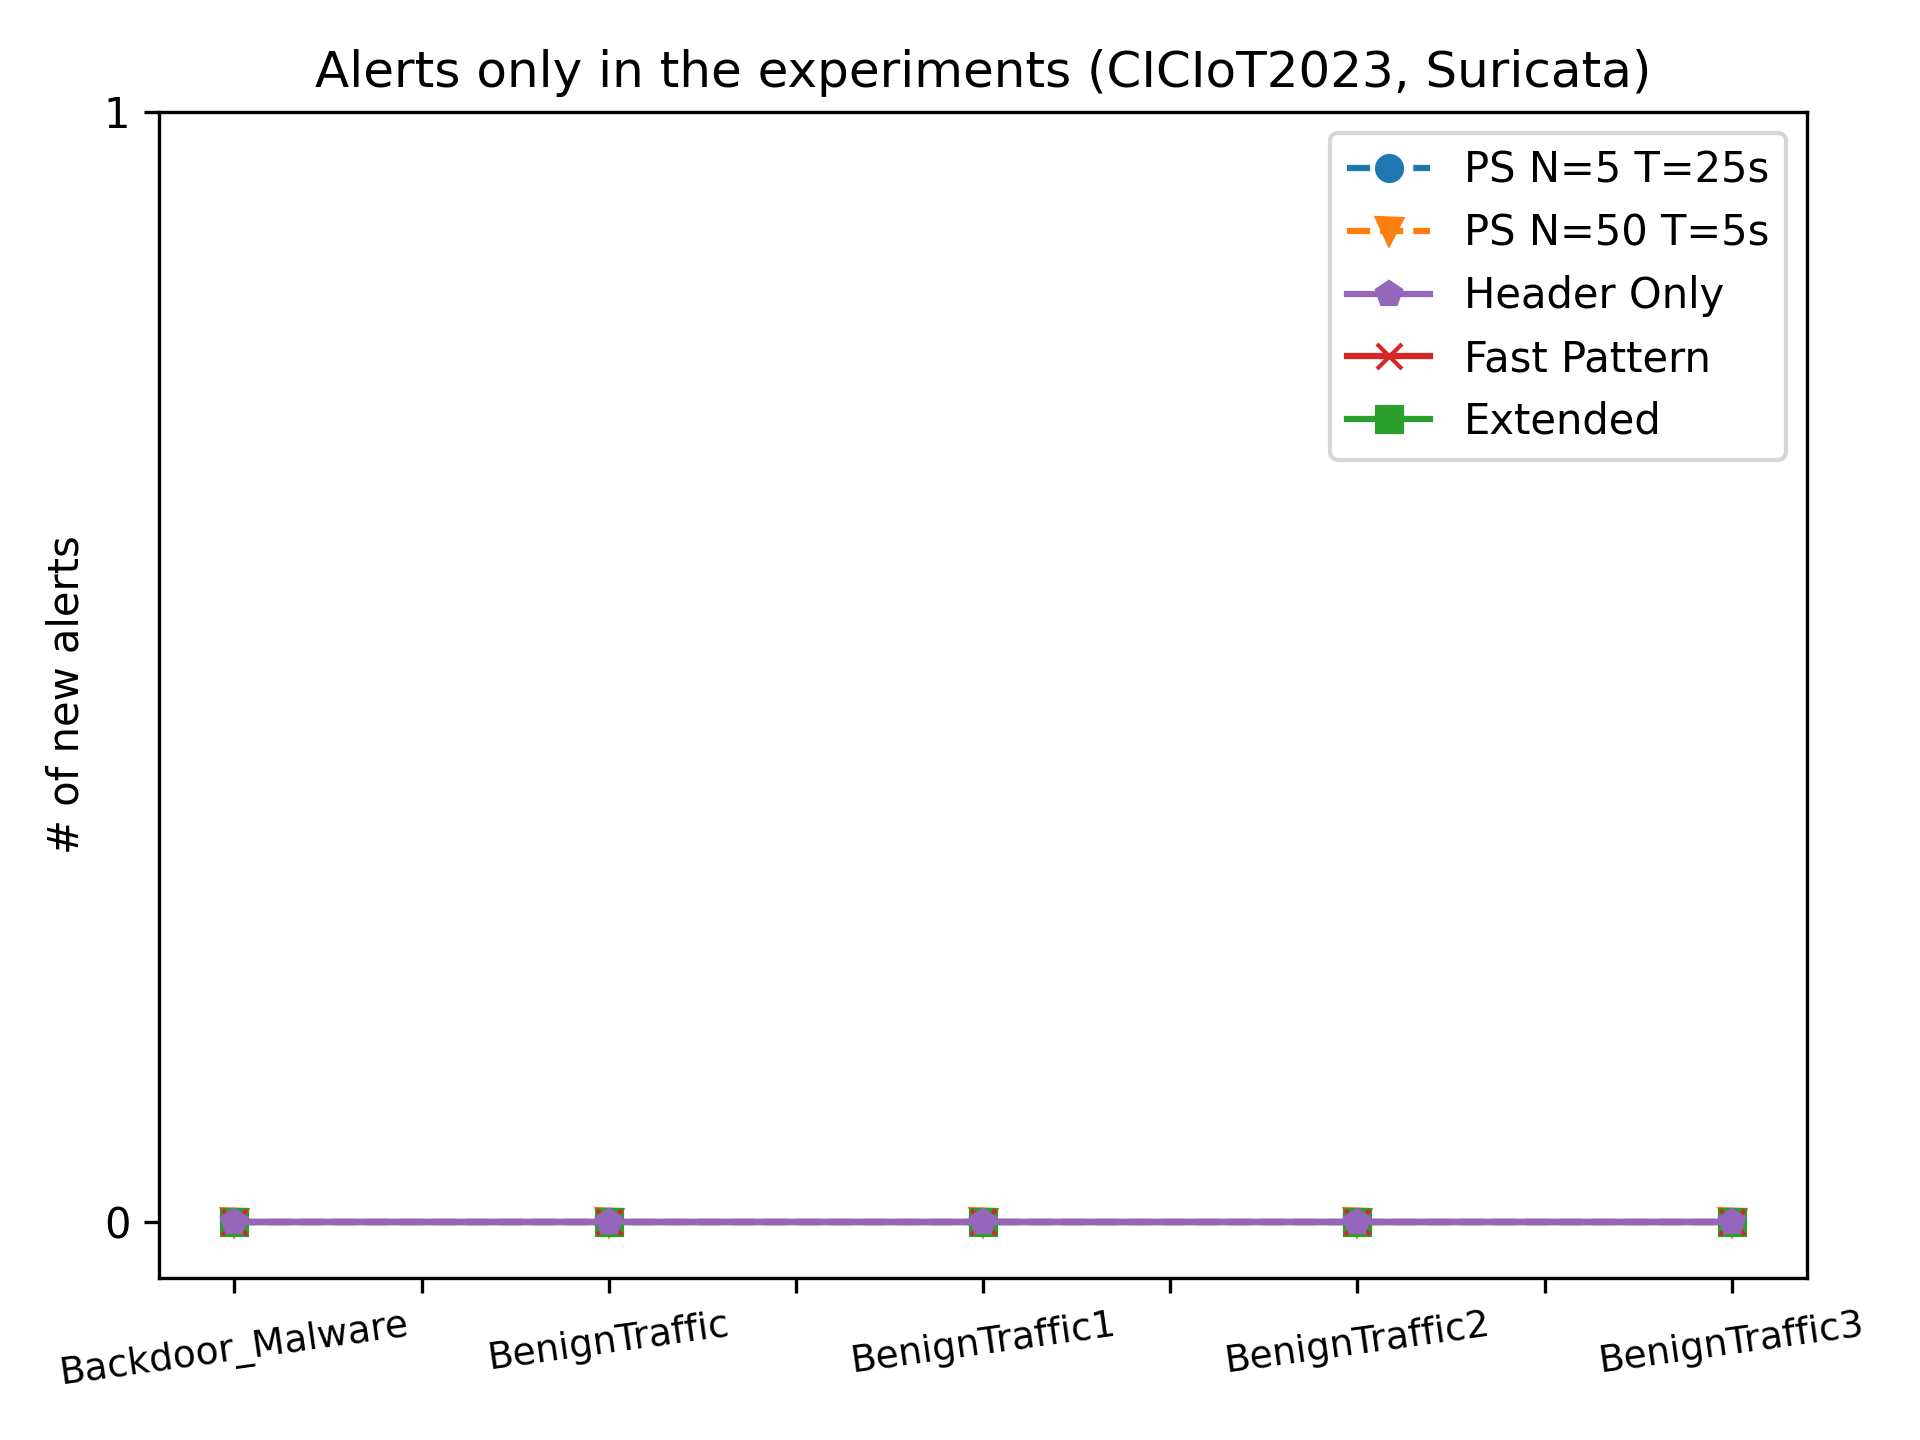 Alerts only in the experiments (CICIoT2023, Suricata)
1
PS N=5 T=25s
PS N=50 T=5s
Header Only
Fast Pattern
Extended
# of new alerts
0
Backdoor_Malware
BenignTraffic
BenignTraffic1
BenignTraffic2
BenignTraffic3